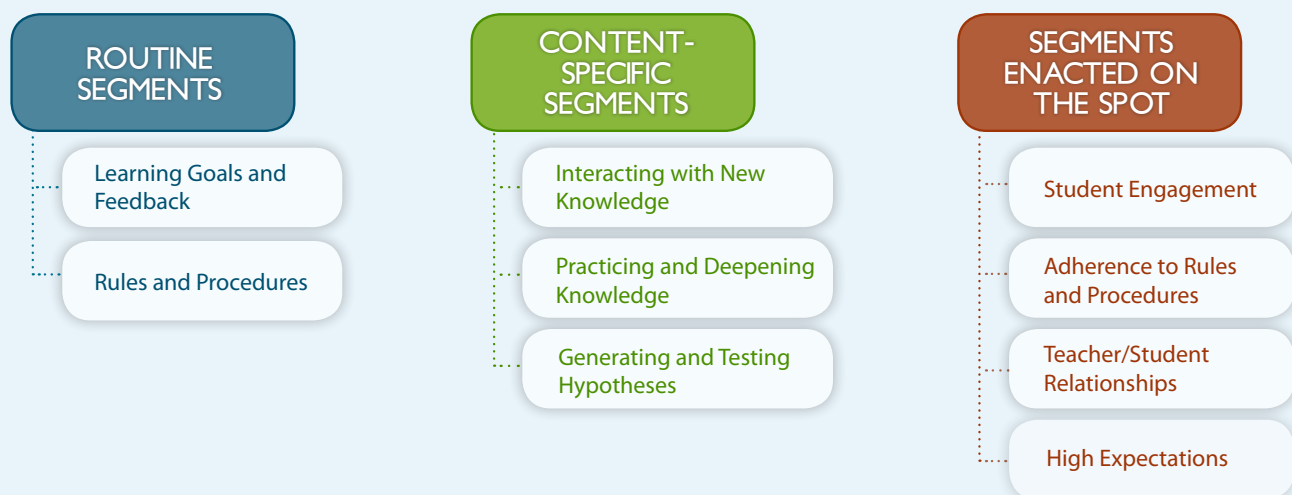 ROUTINE
SEGMENTS
Learning Goals and
Feedback
Rules and Procedures
CONTENT-
SPECIFIC
SEGMENTS
Interacting with New
Knowledge
Practicing and Deepening
Knowledge
Generating and Testing
Hypotheses
SEGMENTS
ENACTED ON
THE SPOT
Student Engagement
Adherence to Rules
and Procedures
Teacher/Student
Relationships
High Expectations